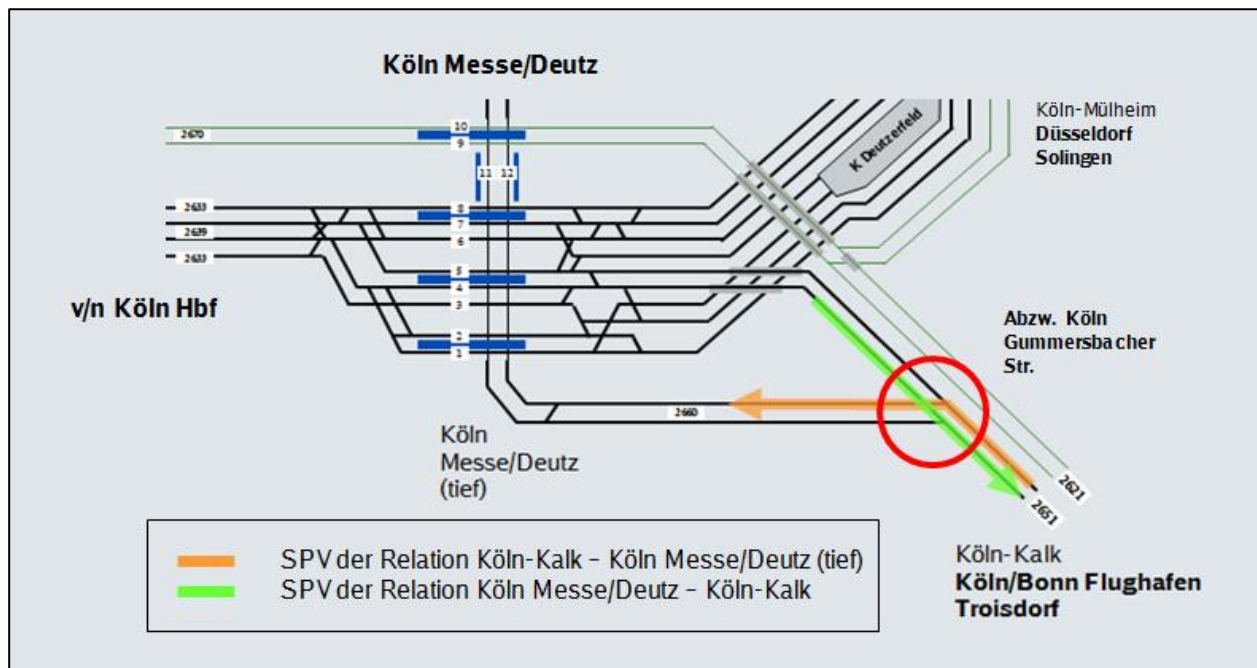 Köln Messe/Deutz
Köln-Mülheim
Düsseldorf
Solingen
K Deutzerfeld
2670
10
9
11 12
2633
8
7
2639
6
2633
5
4
3
2
1
v/n Köln Hbf
Abzw. Köln
Gummersbacher
Str.
2660
Köln
Messe/Deutz
(tief)
2621
2651
Köln-Kalk
Köln/Bonn Flughafen
Troisdorf
SPV der Relation Köln-Kalk – Köln Messe/Deutz (tief)
SPV der Relation Köln Messe/Deutz – Köln-Kalk